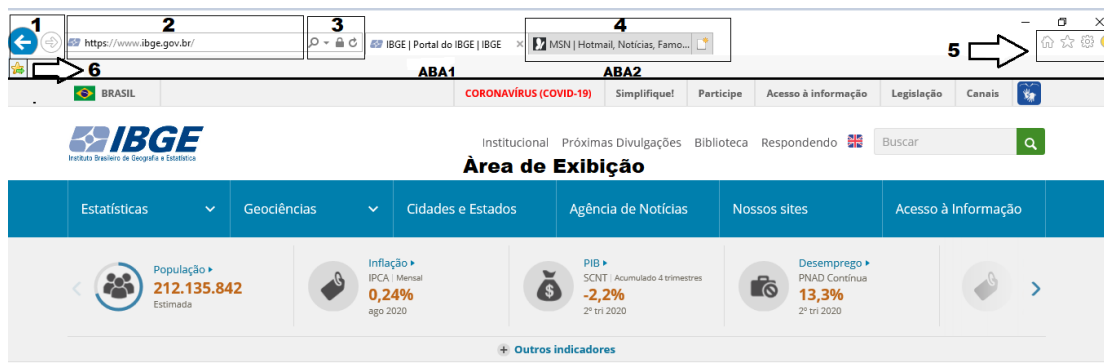 1 2 3 4
https://www.ibge.gov.br/ IBGE | Portal do IBGE | IBGE MSN | Hotmail, Notícias, Famo...
5
6 ABA1 ABA2
BRASIL CORONAVÍRUS (COVID-19) Simplifique! Participe Acesso à informação Legislação Canais
IBGE
Instituto Brasileiro de Geografia e Estatística
Institucional Próximas Divulgações Biblioteca Respondendo Buscar
Àrea de Exibição
Estatísticas Geociências Cidades e Estados Agência de Notícias Nossos sites Acesso à Informação
População
212.135.842
Estimada
Inflação
IPCA | Mensal
0,24%
ago 2020
PIB
SCNT | Acumulado 4 trimestres
-2,2%
2º tri 2020
Desemprego
PNAD Contínua
13,3%
2º tri 2020
Outros indicadores